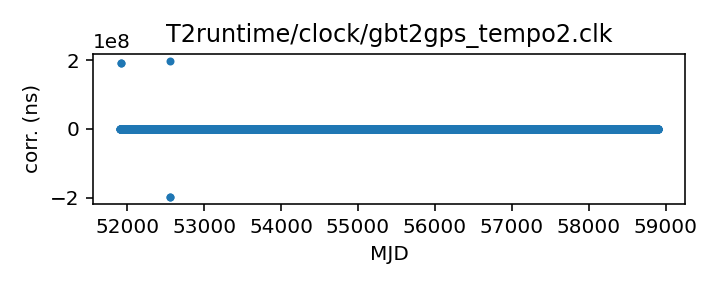 T2runtime/clock/gbt2gps_tempo2.clk
1e8
2
0
−2
corr. (ns)
52000 53000 54000 55000 56000 57000 58000 59000
MJD